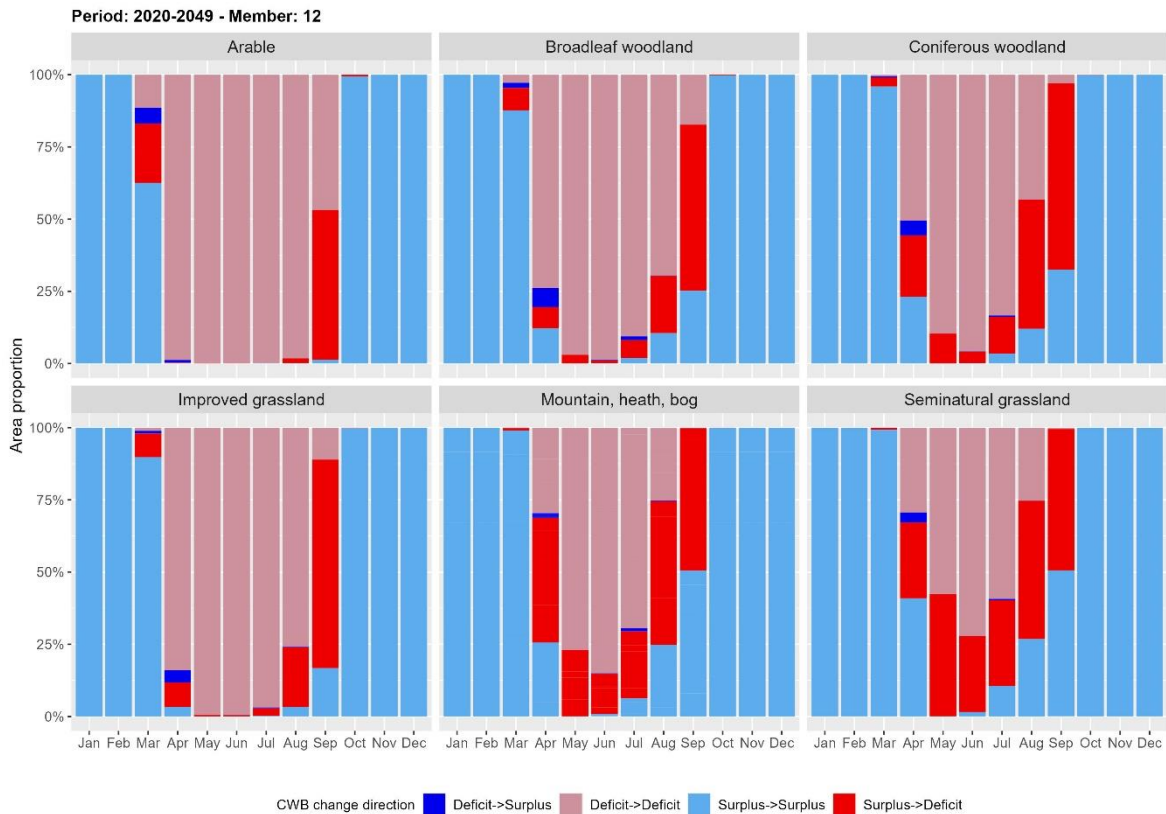 Period: 2020-2049 - Member: 12
Arable Broadleaf woodland Coniferous woodland
100%
75%
50%
25%
0%
Improved grassland Mountain, heath, bog Seminatural grassland
100%
75%
50%
25%
0%
Area proportion
Jan Feb Mar Apr May Jun Jul Aug Sep Oct Nov Dec Jan Feb Mar Apr May Jun Jul Aug Sep Oct Nov Dec Jan Feb Mar Apr May Jun Jul Aug Sep Oct Nov Dec
CWB change direction Deficit->Surplus Deficit->Deficit Surplus->Surplus Surplus->Deficit